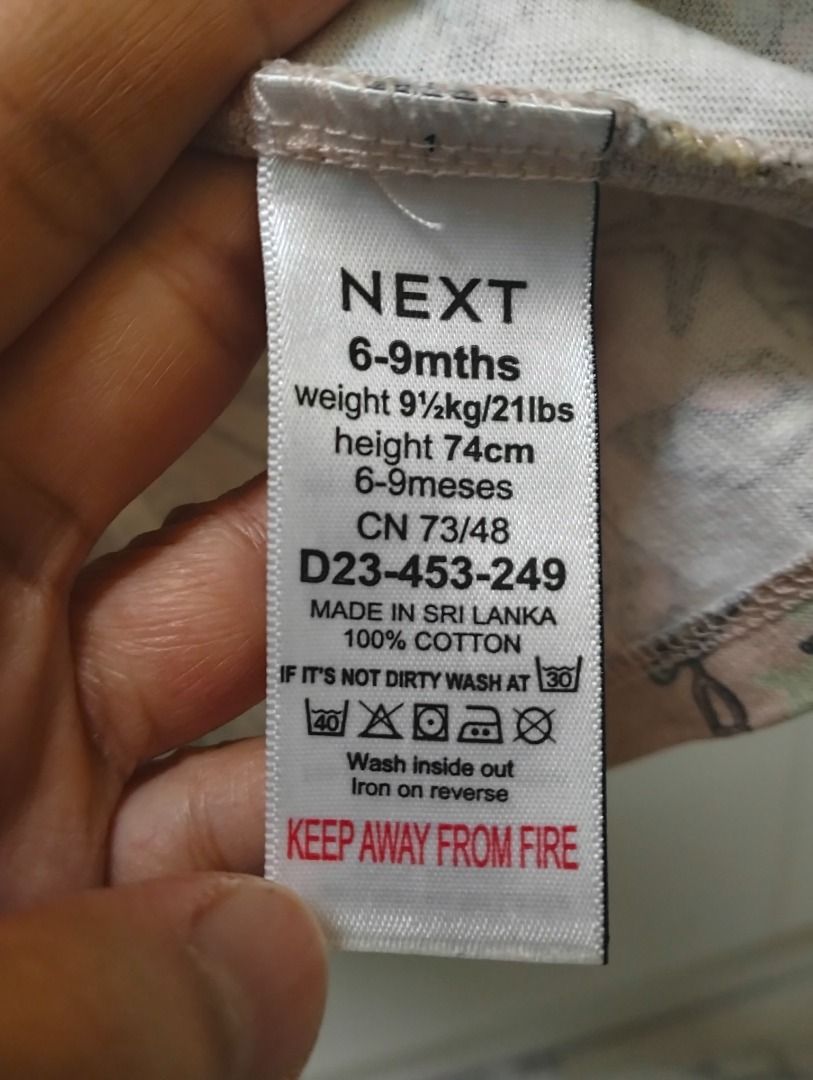 NEXT
6-9mths
weight 9½kg/21lbs
height 74cm
6-9meses
CN 73/48
D23-453-249
MADE IN SRI LANKA
100% COTTON
IF IT'S NOT DIRTY WASH AT 30
40
Wash inside out
Iron on reverse
KEEP AWAY FROM FIRE